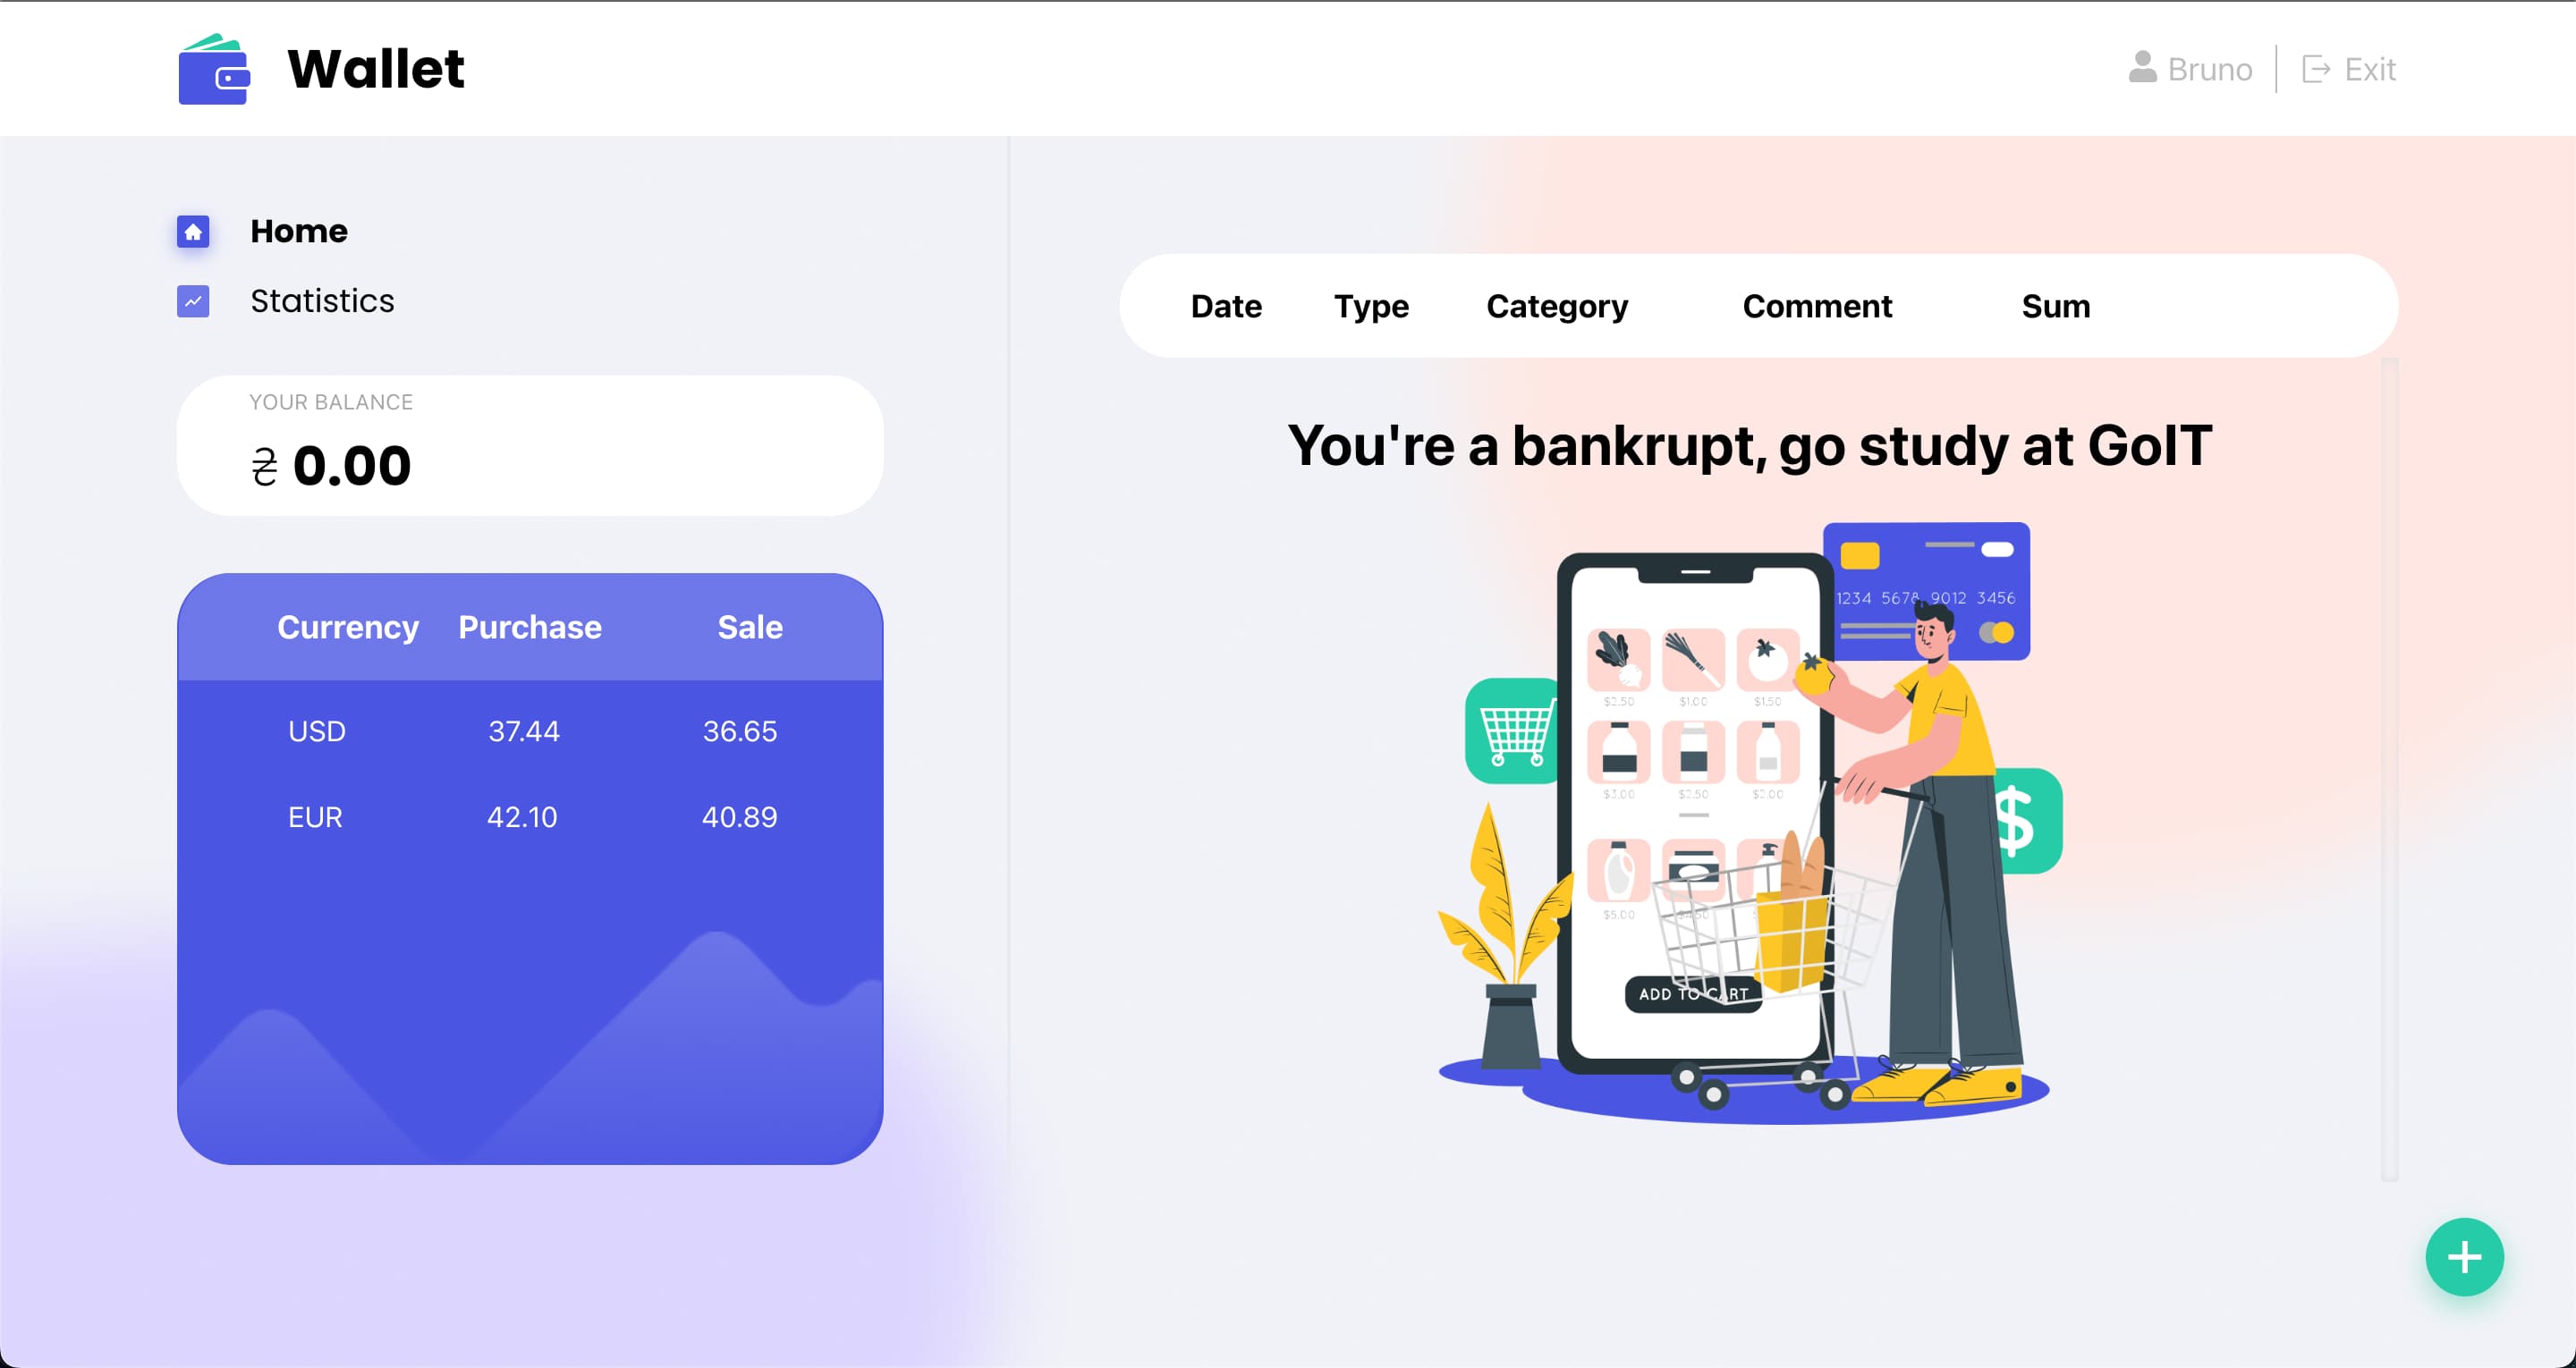 Wallet
Bruno
Exit
Home
Statistics
YOUR BALANCE
₴ 0.00
Currency Purchase Sale
USD 37.44 36.65
EUR 42.10 40.89
Date Type Category Comment Sum
You're a bankrupt, go study at GoIT
1234 5678 9012 3456
$2.50 $1.00 $1.50
$3.00 $2.50 $2.00
$5.00
ADD TO CART
$